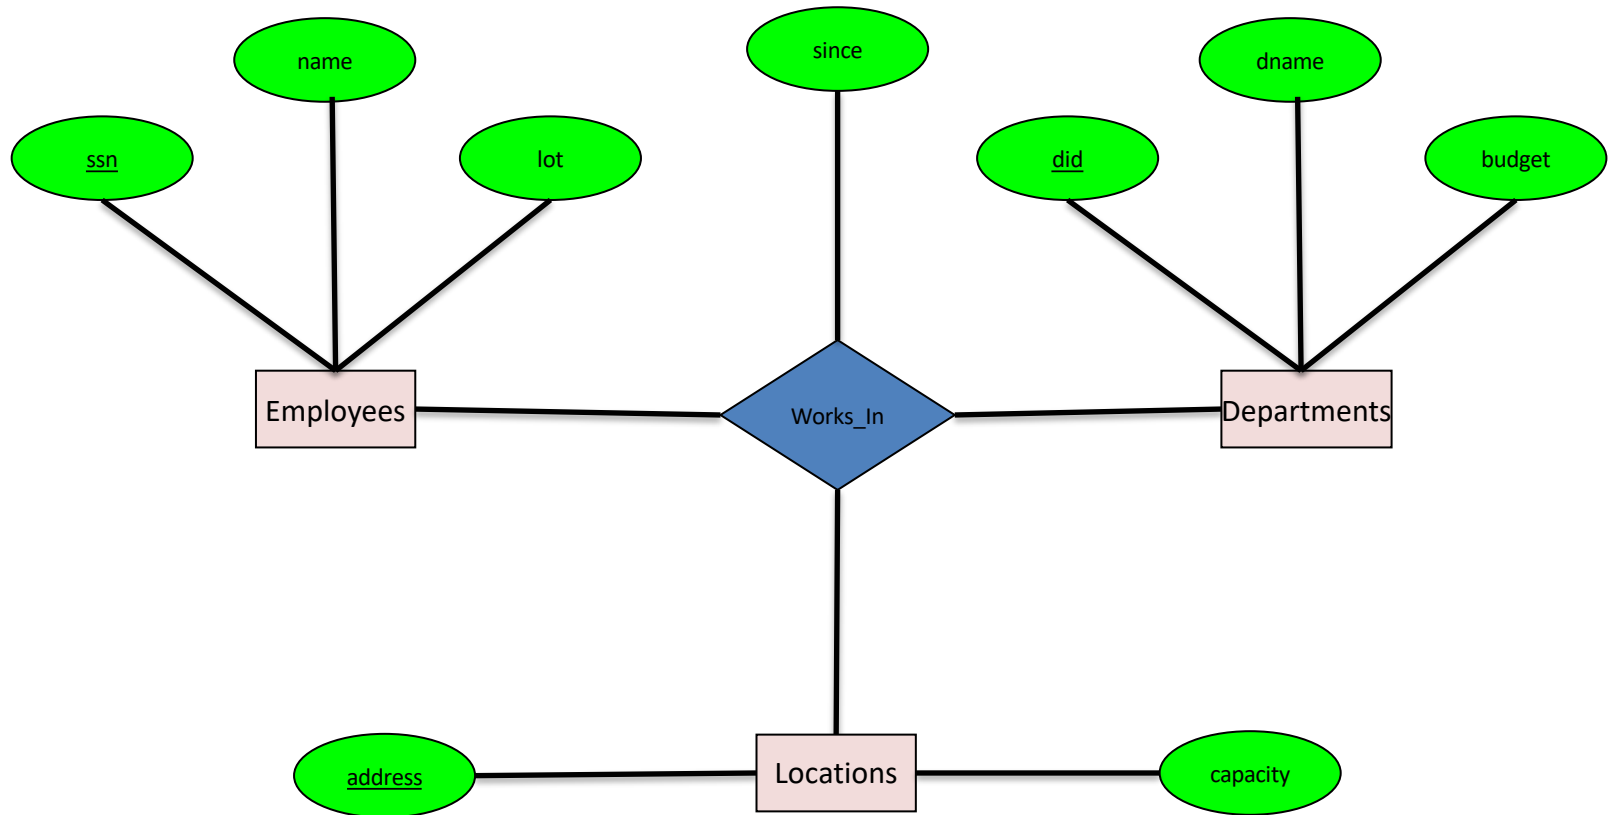 since
name
dname
ssn
lot
did
budget
Employees
Works_In
Departments
address
Locations
capacity